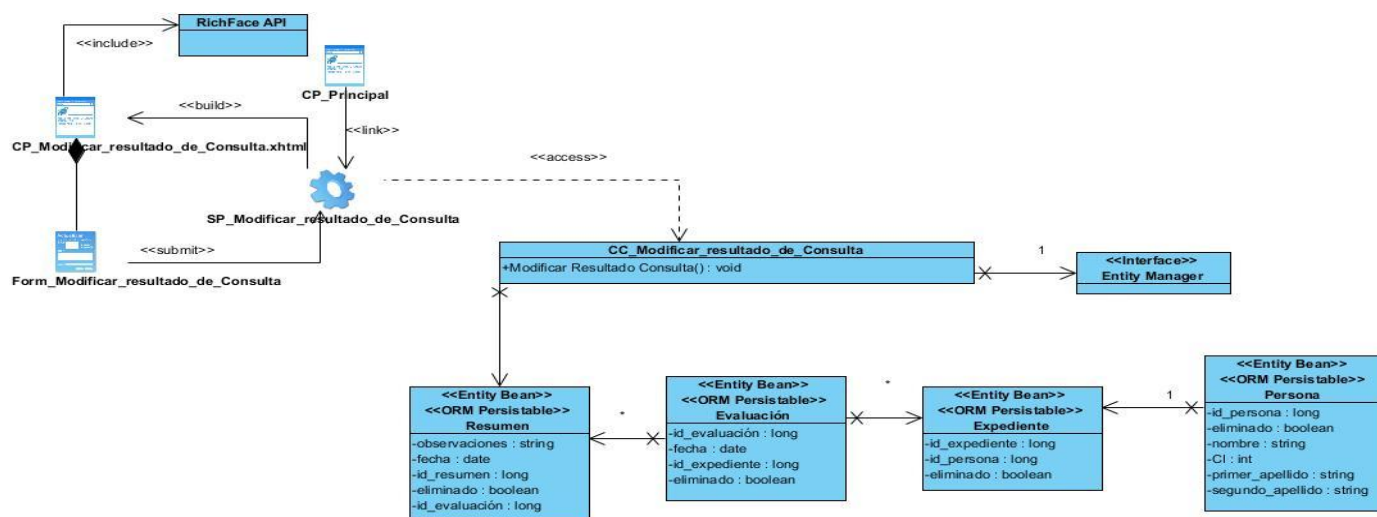 RichFace API
<<include>>
CP_Principal
<<build>>
<<link>>
CP_Modificar_resultado_de_Consulta.xhtml
<<access>>
SP_Modificar_resultado_de_Consulta
<<submit>>
Form_Modificar_resultado_de_Consulta
CC_Modificar_resultado_de_Consulta
+Modificar Resultado Consulta() : void
1
<<Interface>>
Entity Manager
<<Entity Bean>>
<<ORM Persistable>>
Resumen
-observaciones : string
-fecha : date
-id_resumen : long
-eliminado : boolean
-id_evaluación : long
*
<<Entity Bean>>
<<ORM Persistable>>
Evaluación
-id_evaluación : long
-fecha : date
-id_expediente : long
-eliminado : boolean
*
<<Entity Bean>>
<<ORM Persistable>>
Expediente
-id_expediente : long
-id_persona : long
-eliminado : boolean
1
<<Entity Bean>>
<<ORM Persistable>>
Persona
-id_persona : long
-eliminado : boolean
-nombre : string
-CI : int
-primer_apellido : string
-segundo_apellido : string